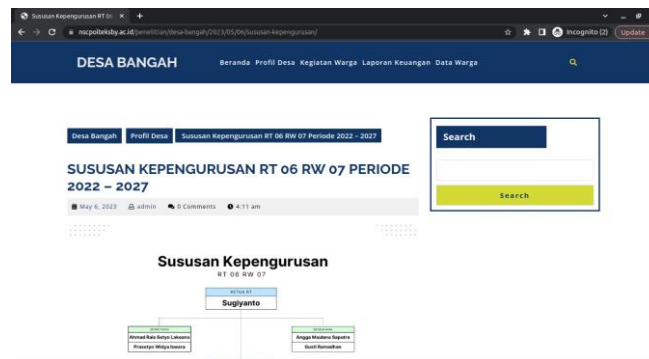 Susunan Kepengurusan RT 06
nscpolteksby.ac.id/penelitian/desa-bangah/2023/05/06/susunan-kepengurusan/
Incognito (2)
Update
DESA BANGAH
Beranda Profil Desa Kegiatan Warga Laporan Keuangan Data Warga
Desa Bangah
Profil Desa
Susunan Kepengurusan RT 06 RW 07 Periode 2022 – 2027
Search
SUSUSAN KEPENGURUSAN RT 06 RW 07 PERIODE
2022 – 2027
Search
May 6, 2023 admin 0 Comments 4:11 am
Sususan Kepengurusan
RT 06 RW 07
KETUA RT
Sugiyanto
Ahmad Rais Setyo Laksono
Prasetyo Widya Iswara
Angga Maulana Saputra
Gusti Ramadhan